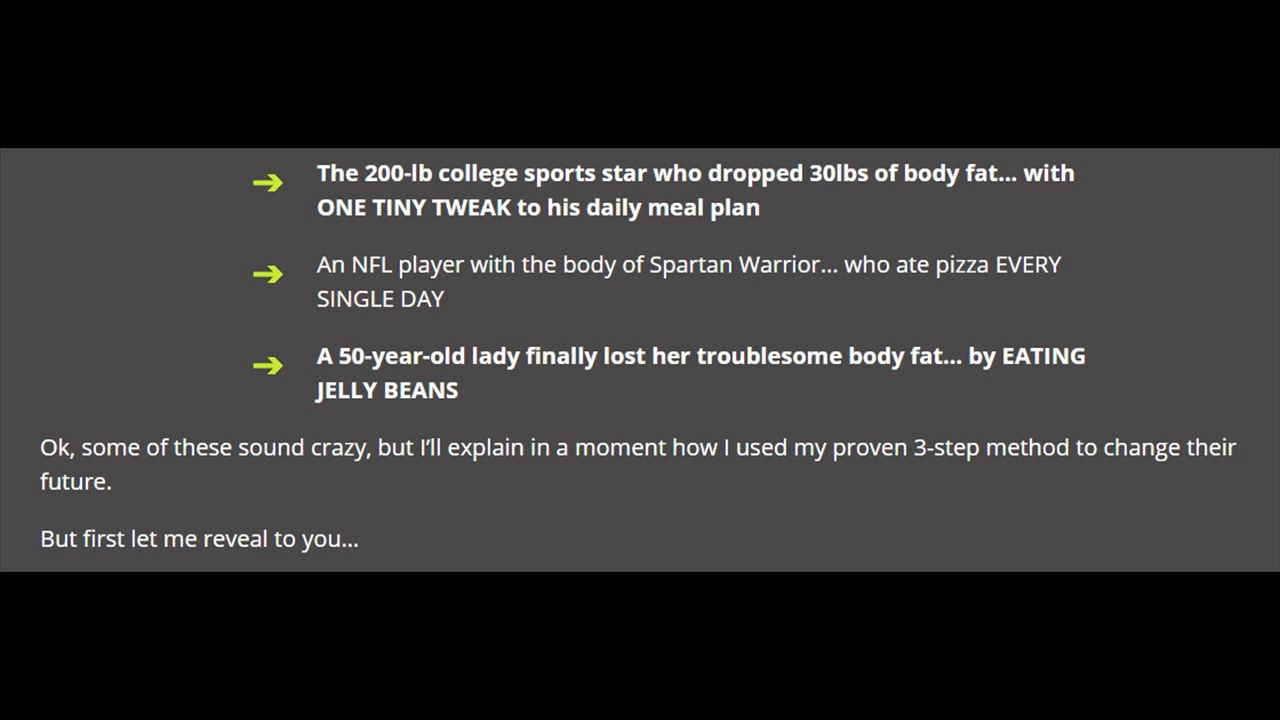 The 200-lb college sports star who dropped 30lbs of body fat... with
ONE TINY TWEAK to his daily meal plan
An NFL player with the body of Spartan Warrior... who ate pizza EVERY
SINGLE DAY
A 50-year-old lady finally lost her troublesome body fat... by EATING
JELLY BEANS
Ok, some of these sound crazy, but I’ll explain in a moment how I used my proven 3-step method to change their
future.
But first let me reveal to you...